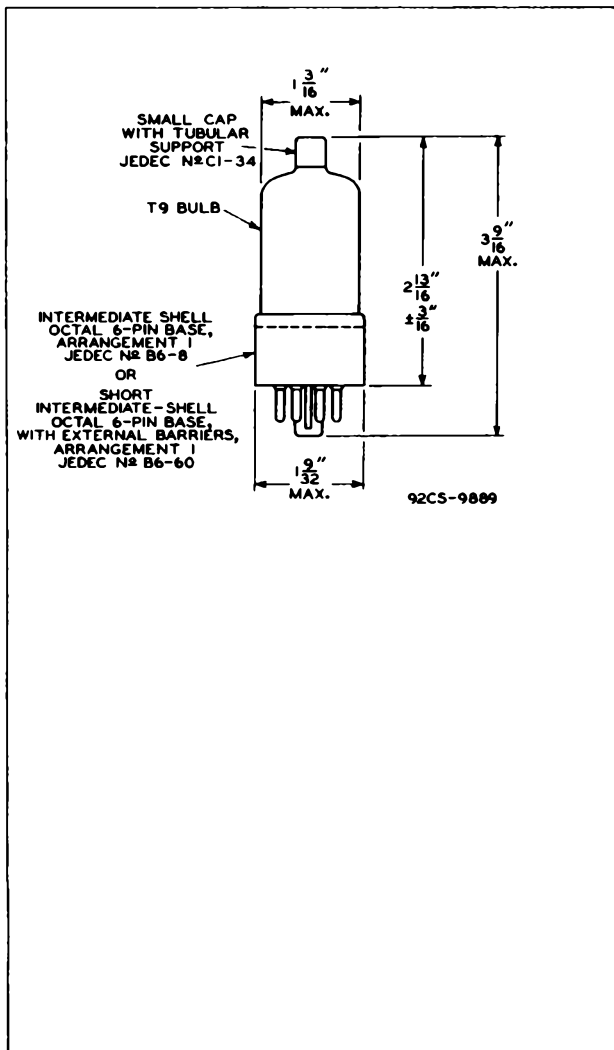 1 3/16"
MAX.
SMALL CAP
WITH TUBULAR
SUPPORT
JEDEC Nº C1-34
T9 BULB
3 9/16"
MAX.
2 13/16"
± 3/16"
INTERMEDIATE SHELL
OCTAL 6-PIN BASE,
ARRANGEMENT 1
JEDEC Nº B6-8
OR
SHORT
INTERMEDIATE-SHELL
OCTAL 6-PIN BASE,
WITH EXTERNAL BARRIERS,
ARRANGEMENT 1
JEDEC Nº B6-60
1 9/32"
MAX.
92CS-9889